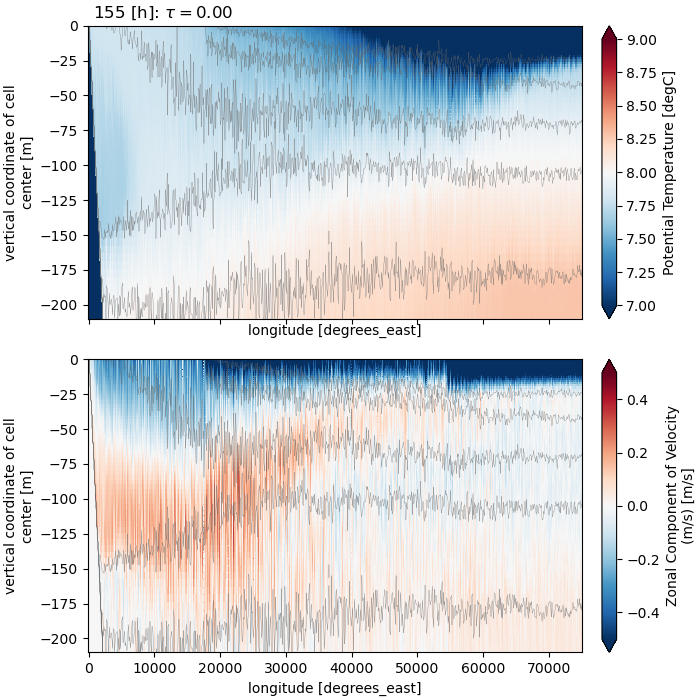 155 [h]: τ = 0.00
0
−25
−50
−75
−100
−125
−150
−175
−200
vertical coordinate of cell
center [m]
longitude [degrees_east]
9.00
8.75
8.50
8.25
8.00
7.75
7.50
7.25
7.00
Potential Temperature [degC]
0
−25
−50
−75
−100
−125
−150
−175
−200
vertical coordinate of cell
center [m]
0 10000 20000 30000 40000 50000 60000 70000
longitude [degrees_east]
0.4
0.2
0.0
−0.2
−0.4
Zonal Component of Velocity
(m/s) [m/s]